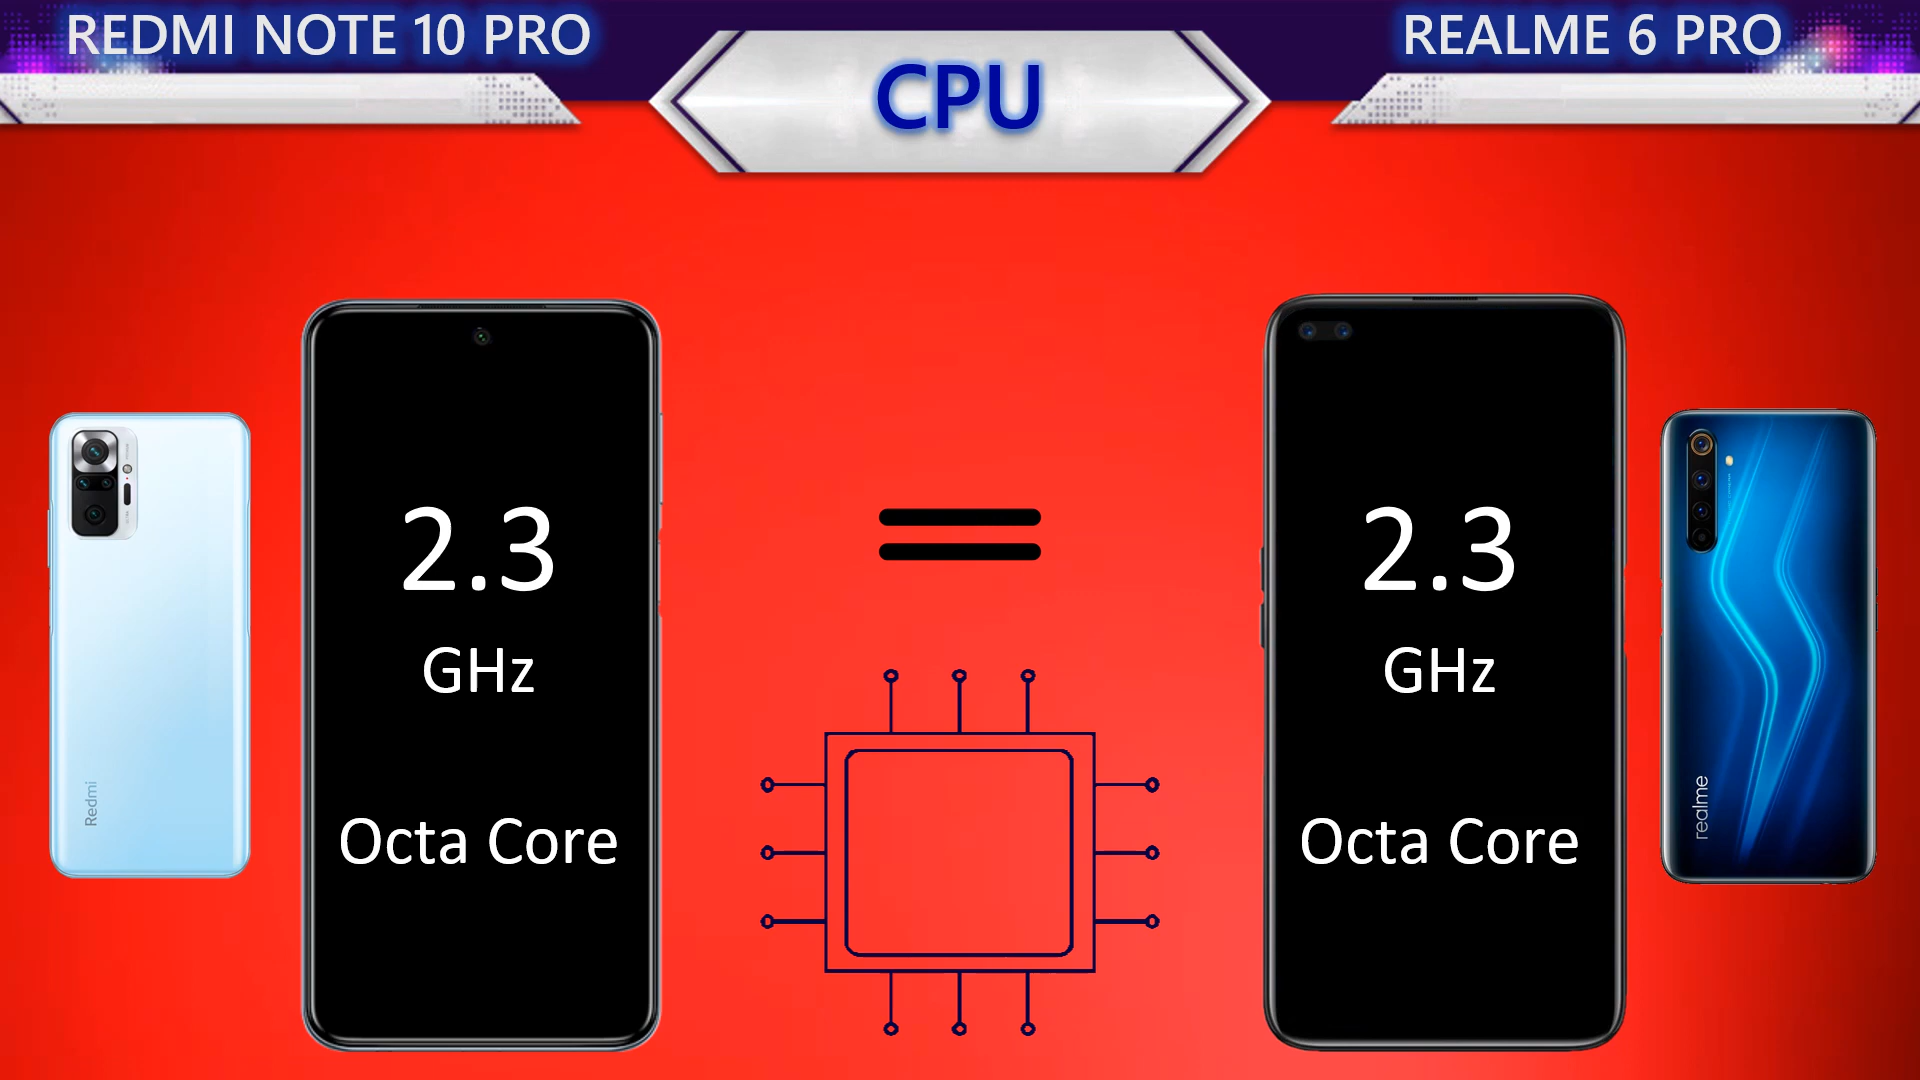 REDMI NOTE 10 PRO
CPU
REALME 6 PRO
2.3
GHz
Octa Core
=
2.3
GHz
Octa Core
Redmi
realme